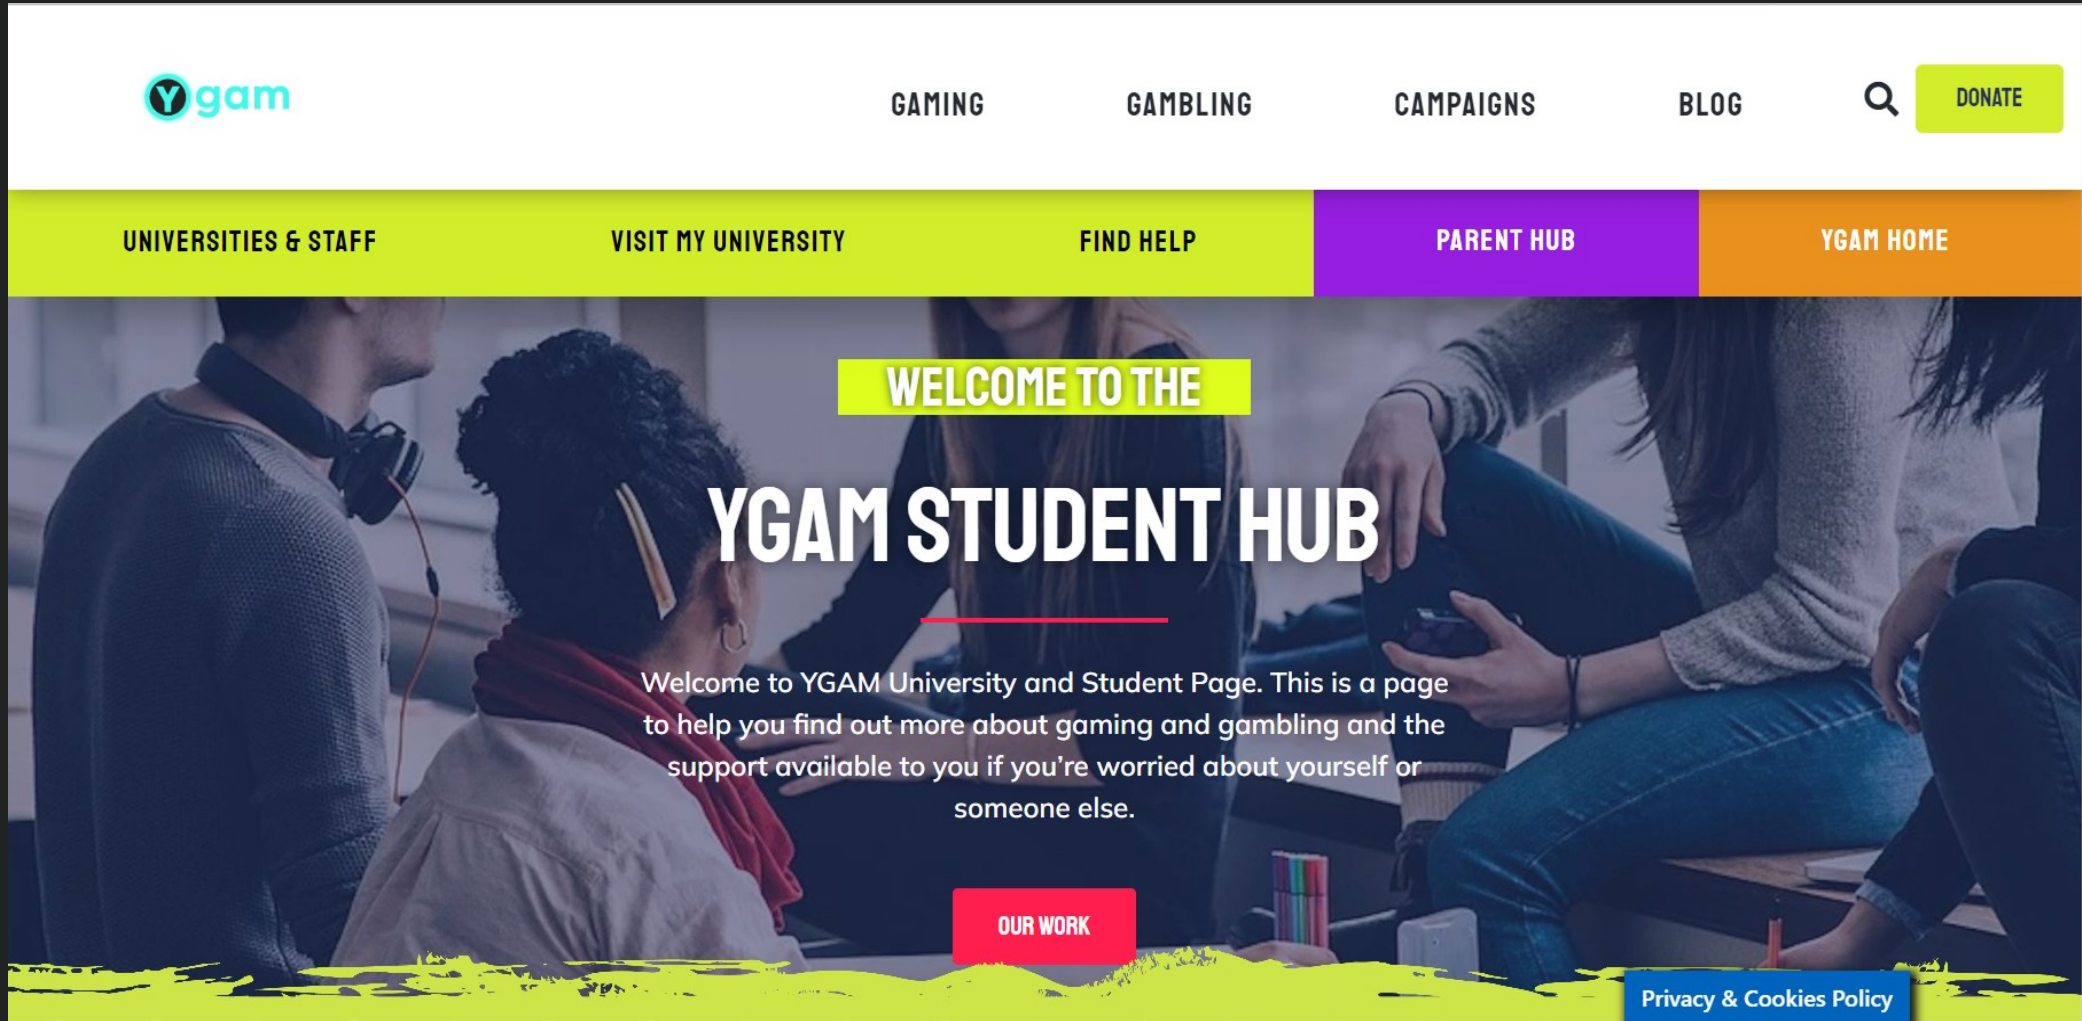 Ygam
GAMING
GAMBLING
CAMPAIGNS
BLOG
DONATE
UNIVERSITIES & STAFF
VISIT MY UNIVERSITY
FIND HELP
PARENT HUB
YGAM HOME
WELCOME TO THE
YGAM STUDENT HUB
Welcome to YGAM University and Student Page. This is a page
to help you find out more about gaming and gambling and the
support available to you if you’re worried about yourself or
someone else.
OUR WORK
Privacy & Cookies Policy